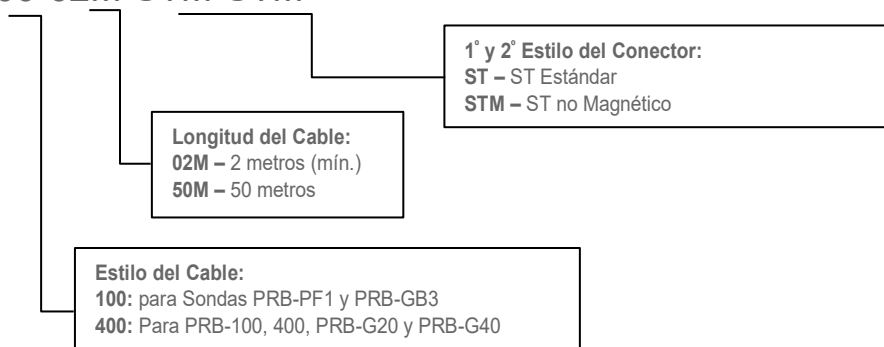 1° y 2° Estilo del Conector:
ST – ST Estándar
STM – ST no Magnético
Longitud del Cable:
02M – 2 metros (mín.)
50M – 50 metros
Estilo del Cable:
100: para Sondas PRB-PF1 y PRB-GB3
400: Para PRB-100, 400, PRB-G20 y PRB-G40